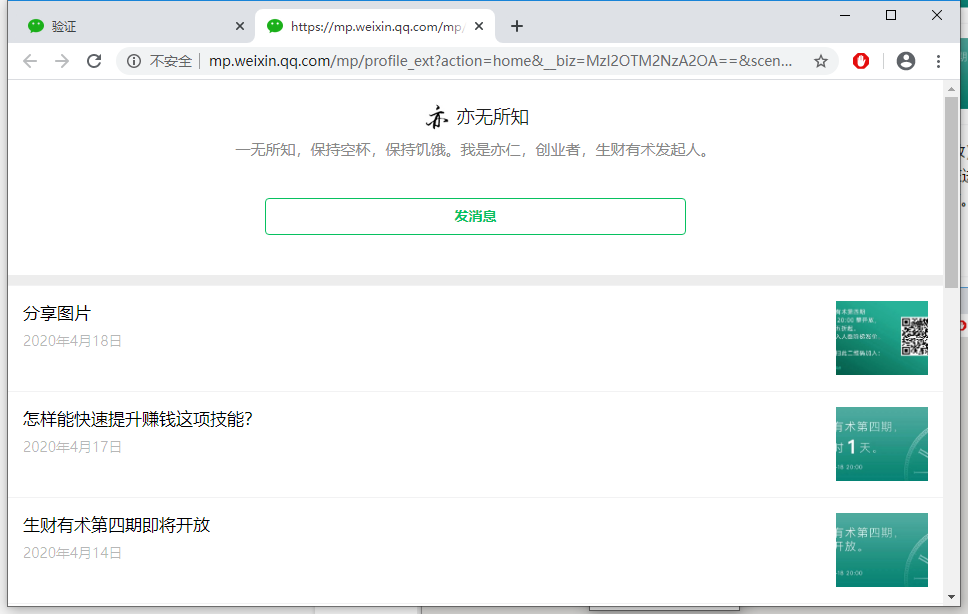 验证
https://mp.weixin.qq.com/mp/
不安全
mp.weixin.qq.com/mp/profile_ext?action=home&__biz=MzI2OTM2NzA2OA==&scen...
亦 亦无所知
一无所知，保持空杯，保持饥饿。我是亦仁，创业者，生财有术发起人。
发消息
分享图片
2020年4月18日
怎样能快速提升赚钱这项技能？
2020年4月17日
有术第四期，
时 1 天。
20:00
生财有术第四期即将开放
2020年4月14日
有术第四期，
开放。
20:00